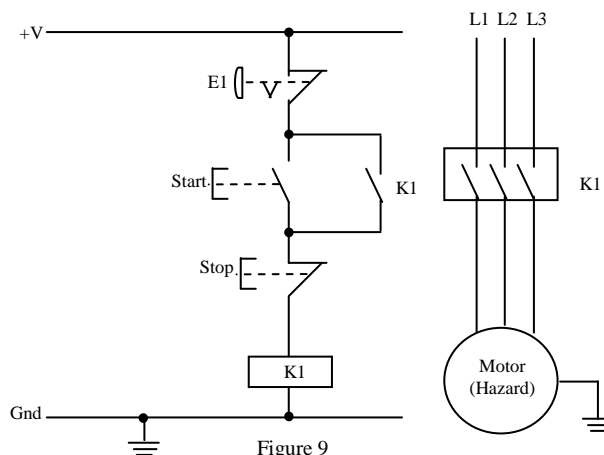 +V
L1 L2 L3
E1
Start
K1
K1
Stop
K1
Motor
(Hazard)
Gnd
Figure 9